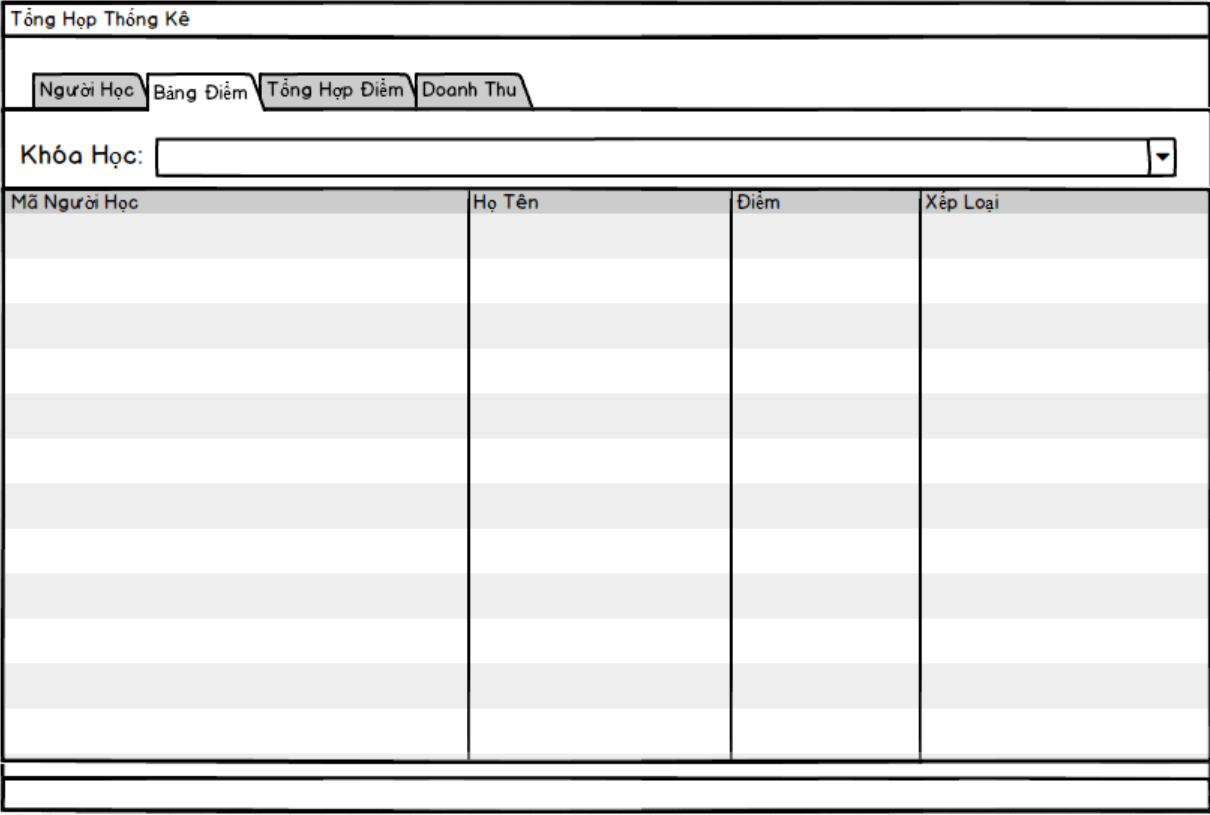 Tổng Hợp Thống Kê
Người Học Bảng Điểm Tổng Hợp Điểm Doanh Thu
Khóa Học:
Mã Người Học Họ Tên Điểm Xếp Loại